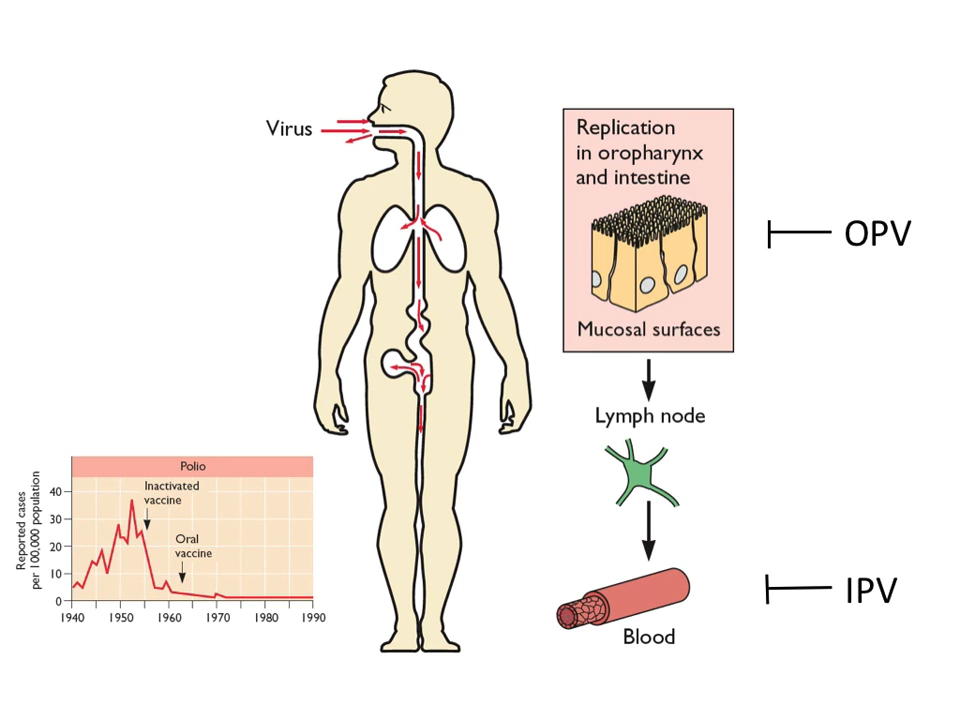 Virus
Replication
in oropharynx
and intestine
Mucosal surfaces
OPV
Lymph node
Blood
IPV
Polio
Reported cases
per 100,000 population
40
30
20
10
0
Inactivated
vaccine
Oral
vaccine
1940 1950 1960 1970 1980 1990